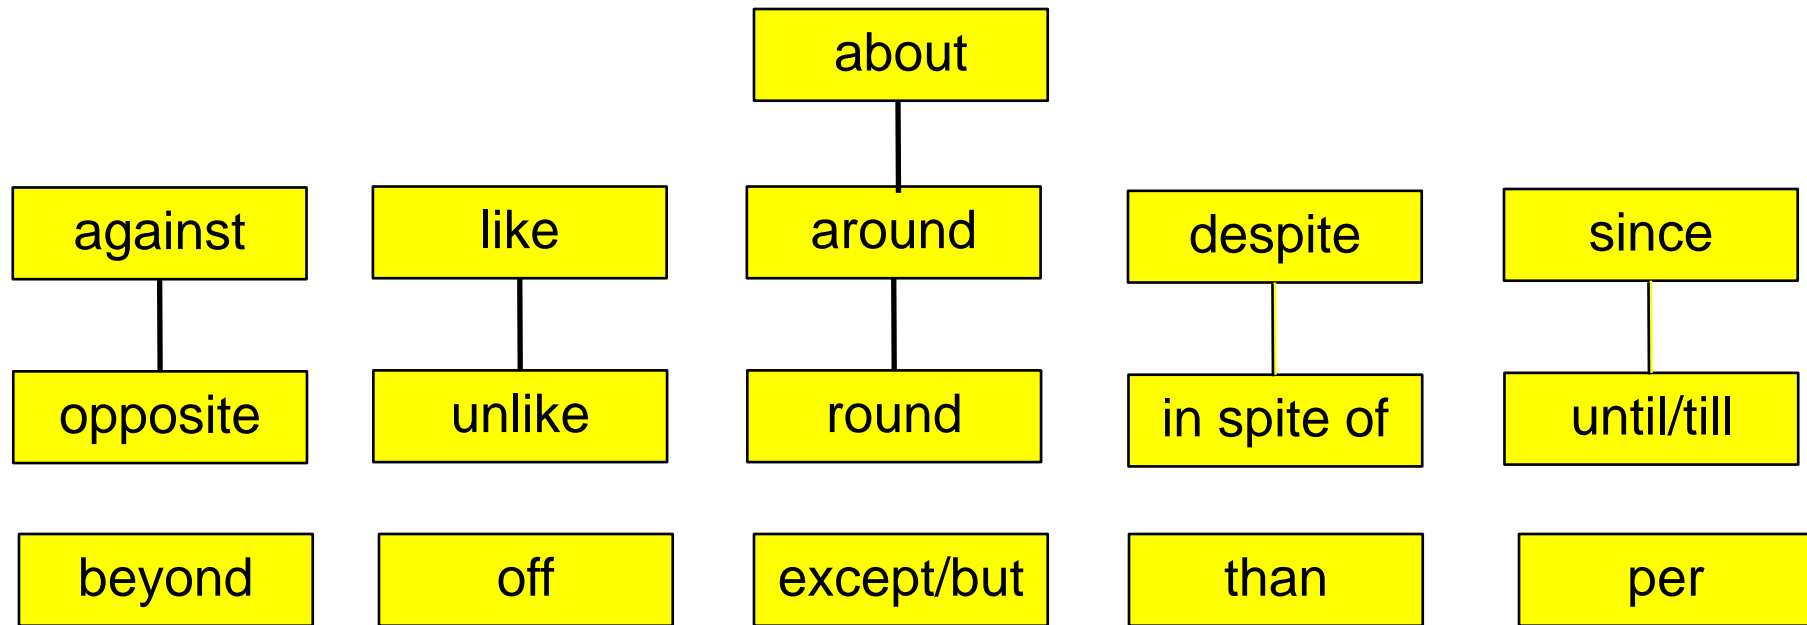 about
against
like
around
despite
since
opposite
unlike
round
in spite of
until/till
beyond
off
except/but
than
per